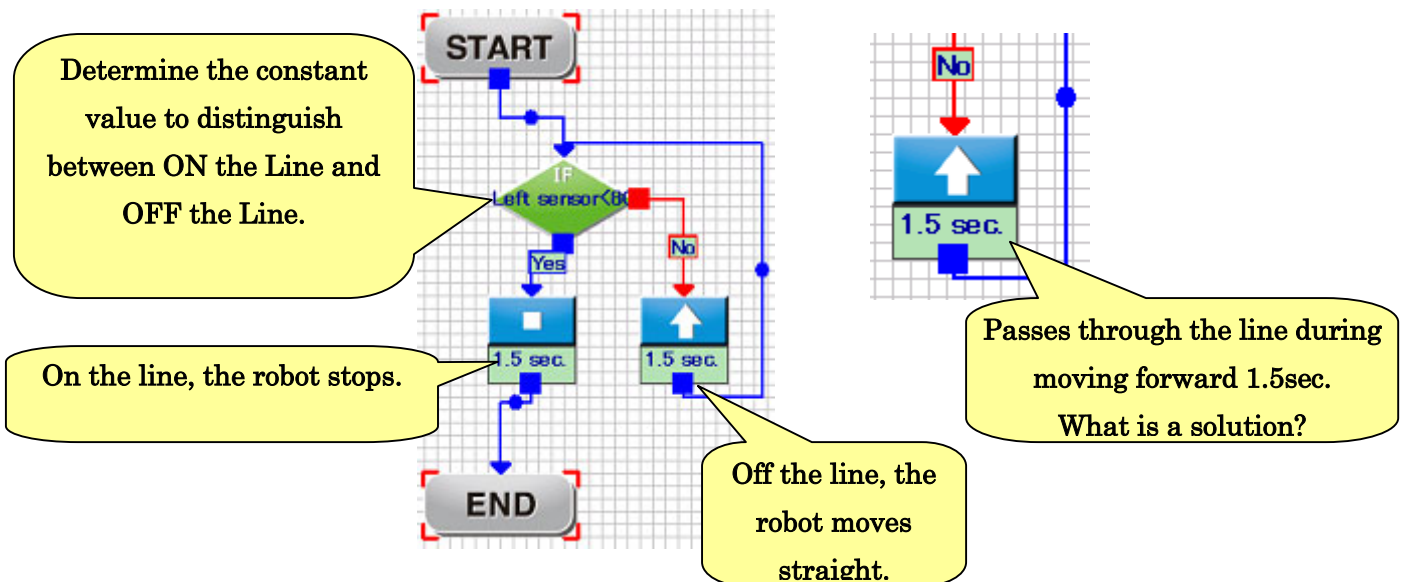 START
Determine the constant
value to distinguish
between ON the Line and
OFF the Line.
IF
Left sensor<80
Yes
No
1.5 sec.
1.5 sec.
On the line, the robot stops.
END
Off the line, the
robot moves
straight.
No
1.5 sec.
Passes through the line during
moving forward 1.5sec.
What is a solution?